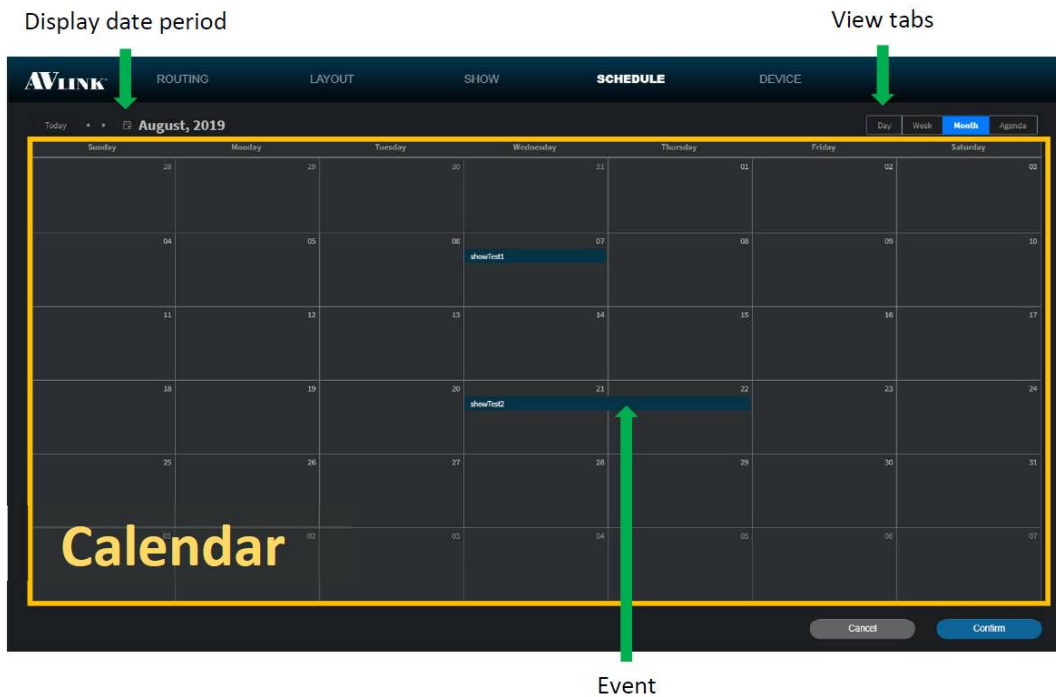 Display date period View tabs
AVLINK ROUTING LAYOUT SHOW SCHEDULE DEVICE
Today August, 2019 Day Week Month Agenda
Sunday Monday Tuesday Wednesday Thursday Friday Saturday
28 29 30 31 01 02 03
04 05 06 07 08 09 10
showTest1
11 12 13 14 15 16 17
18 19 20 21 22 23 24
showTest2
25 26 27 28 29 30 31
01 02 03 04 05 06 07
Calendar
Cancel Confirm
Event